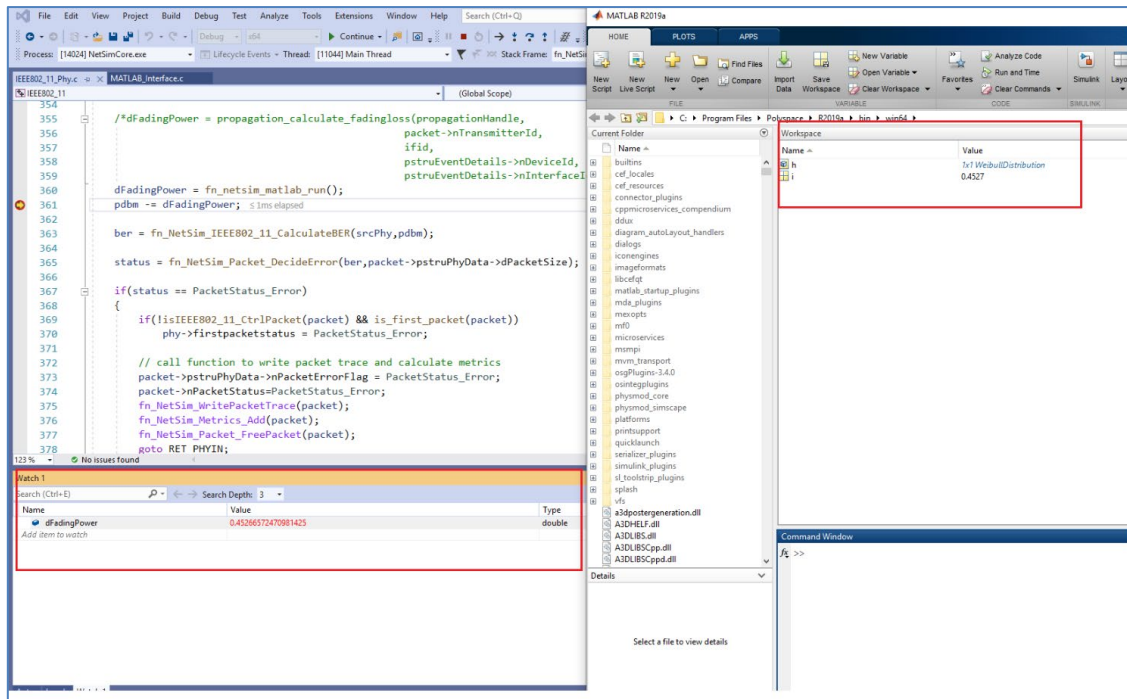 File Edit View Project Build Debug Test Analyze Tools Extensions Window Help Search (Ctrl+Q)
Debug x64 Continue
Process: [14024] NetSimCore.exe Lifecycle Events Thread: [11044] Main Thread Stack Frame: fn_NetSi
IEEE802_11_Phy.c MATLAB_Interface.c
IEEE802_11 (Global Scope)
354
355 /*dFadingPower = propagation_calculate_fadingloss(propagationHandle,
356 packet->nTransmitterId,
357 ifid,
358 pstruEventDetails->nDeviceId,
359 pstruEventDetails->nInterfaceI
360 dFadingPower = fn_netsim_matlab_run();
361 pdbm -= dFadingPower; ≤ 1ms elapsed
362
363 ber = fn_NetSim_IEEE802_11_CalculateBER(srcPhy,pdbm);
364
365 status = fn_NetSim_Packet_DecideError(ber,packet->pstruPhyData->dPacketSize);
366
367 if(status == PacketStatus_Error)
368 {
369 if(!isIEEE802_11_CtrlPacket(packet) && is_first_packet(packet))
370 phy->firstpacketstatus = PacketStatus_Error;
371
372 // call function to write packet trace and calculate metrics
373 packet->pstruPhyData->nPacketErrorFlag = PacketStatus_Error;
374 packet->nPacketStatus=PacketStatus_Error;
375 fn_NetSim_WritePacketTrace(packet);
376 fn_NetSim_Metrics_Add(packet);
377 fn_NetSim_Packet_FreePacket(packet);
378 goto RET_PHYIN;
123 % No issues found
Watch 1
Search (Ctrl+E) Search Depth: 3
Name Value Type
dFadingPower 0.45266572470981425 double
Add item to watch
MATLAB R2019a
HOME PLOTS APPS
New Script
New Live Script
New
Open
Find Files
Compare
Import Data
Save Workspace
New Variable
Open Variable
Clear Workspace
Favorites
Analyze Code
Run and Time
Clear Commands
Simulink
Layo
FILE VARIABLE CODE SIMULINK
C: Program Files Polyspace R2019a bin win64
Current Folder
Name
builtins
cef_locales
cef_resources
connector_plugins
cppmicroservices_compendium
ddux
diagram_autoLayout_handlers
dialogs
iconengines
imageformats
libcefqt
matlab_startup_plugins
mda_plugins
mexopts
mf0
microservices
msmpi
mvm_transport
osgPlugins-3.4.0
osintegplugins
physmod_core
physmod_simscape
platforms
printsupport
quicklaunch
serializer_plugins
simulink_plugins
sl_toolstrip_plugins
splash
vfs
a3dpostergeneration.dll
A3DHELF.dll
A3DLIBS.dll
A3DLIBSCpp.dll
A3DLIBSCppd.dll
Details
Select a file to view details
Workspace
Name Value
h 1x1 WeibullDistribution
i 0.4527
Command Window
fx >>